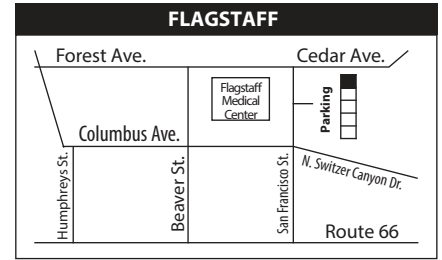 FLAGSTAFF
Forest Ave.
Cedar Ave.
Flagstaff
Medical
Center
Parking
Columbus Ave.
Humphreys St.
Beaver St.
San Francisco St.
N. Switzer Canyon Dr.
Route 66